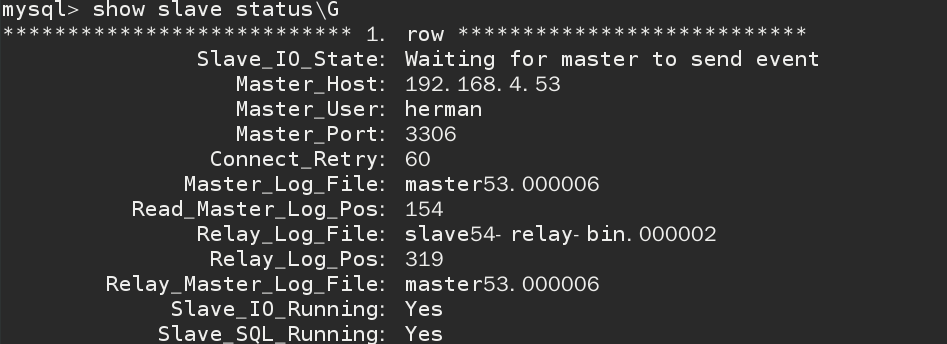 mysql> show slave status\G
*************************** 1. row ***************************
Slave_IO_State: Waiting for master to send event
Master_Host: 192.168.4.53
Master_User: herman
Master_Port: 3306
Connect_Retry: 60
Master_Log_File: master53.000006
Read_Master_Log_Pos: 154
Relay_Log_File: slave54-relay-bin.000002
Relay_Log_Pos: 319
Relay_Master_Log_File: master53.000006
Slave_IO_Running: Yes
Slave_SQL_Running: Yes